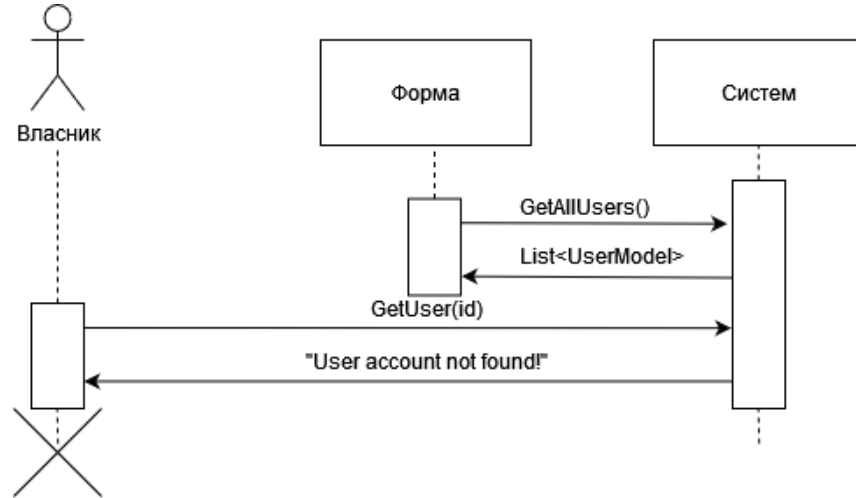 Власник
Форма
Систем
GetAllUsers()
List<UserModel>
GetUser(id)
"User account not found!"